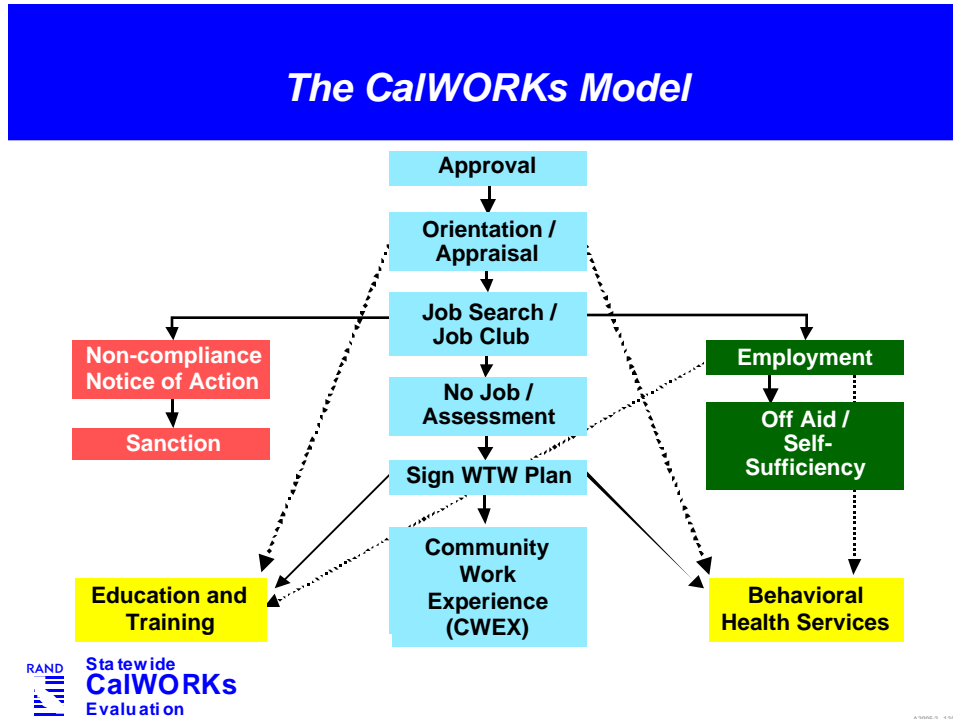 The CalWORKs Model
Approval
Orientation /
Appraisal
Job Search /
Job Club
Non-compliance
Notice of Action
Employment
No Job /
Assessment
Off Aid /
Self-
Sufficiency
Sanction
Sign WTW Plan
Community
Work
Experience
(CWEX)
Education and
Training
Behavioral
Health Services
RAND
Statewide
CalWORKs
Evaluation